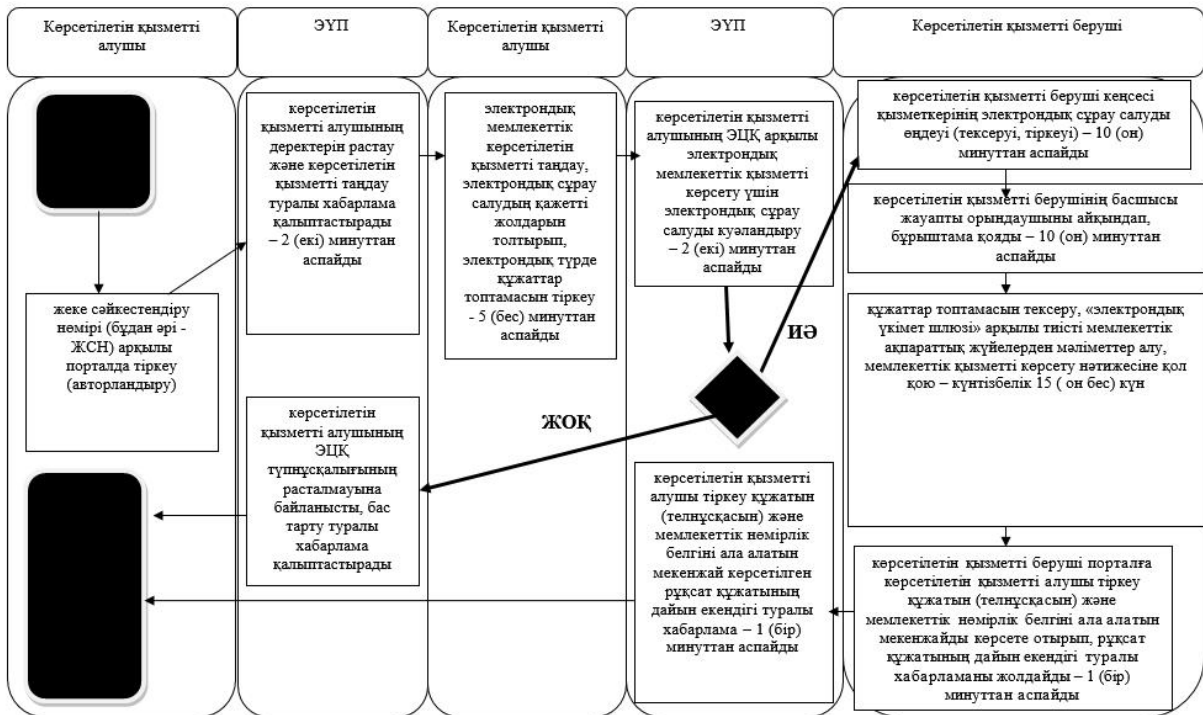 Көрсетілетін қызметті
алушы
ЭҮП
Көрсетілетін қызметті
алушы
ЭҮП
Көрсетілетін қызметті беруші
жеке сәйкестендіру
нөмірі (бұдан әрі -
ЖСН) арқылы
порталда тіркеу
(авторландыру)
көрсетілетін
қызметті алушының
деректерін растау
және көрсетілетін
қызметті таңдау
туралы хабарлама
қалыптастырады
– 2 (екі) минуттан
аспайды
электрондық
мемлекеттік
көрсетілетін
қызметті таңдау,
электрондық сұрау
салудың қажетті
жолдарын
толтырып,
электрондық түрде
құжаттар
топтамасын тіркеу
- 5 (бес) минуттан
аспайды
көрсетілетін қызметті
алушының ЭЦҚ арқылы
электрондық
мемлекеттік қызметті
көрсету үшін
электрондық сұрау
салуды куәландыру
– 2 (екі) минуттан
аспайды
ИӘ
ЖОҚ
көрсетілетін қызметті беруші кеңсесі
қызметкерінің электрондық сұрау салуды
өңдеуі (тексеруі, тіркеуі) – 10 (он)
минуттан аспайды
көрсетілетін қызметті берушінің басшысы
жауапты орындаушыны айқындап,
бұрыштама қояды – 10 (он) минуттан
аспайды
құжаттар топтамасын тексеру, «электрондық
үкімет шлюзі» арқылы тиісті мемлекеттік
ақпараттық жүйелерден мәліметтер алу,
мемлекеттік қызметті көрсету нәтижесіне қол
қою – күнтізбелік 15 ( он бес) күн
көрсетілетін қызметті беруші порталға
көрсетілетін қызметті алушы тіркеу
құжатын (телнұсқасын) және
мемлекеттік нөмірлік белгіні ала алатын
мекенжайды көрсете отырып, рұқсат
құжатының дайын екендігі туралы
хабарламаны жолдайды – 1 (бір)
минуттан аспайды
көрсетілетін қызметті
алушы тіркеу құжатын
(телнұсқасын) және
мемлекеттік нөмірлік
белгіні ала алатын
мекенжай көрсетілген
рұқсат құжатының
дайын екендігі туралы
хабарлама – 1 (бір)
минуттан аспайды
көрсетілетін
қызметті алушының
ЭЦҚ
түпнұсқалығының
расталмауына
байланысты, бас
тарту туралы
хабарлама
қалыптастырады